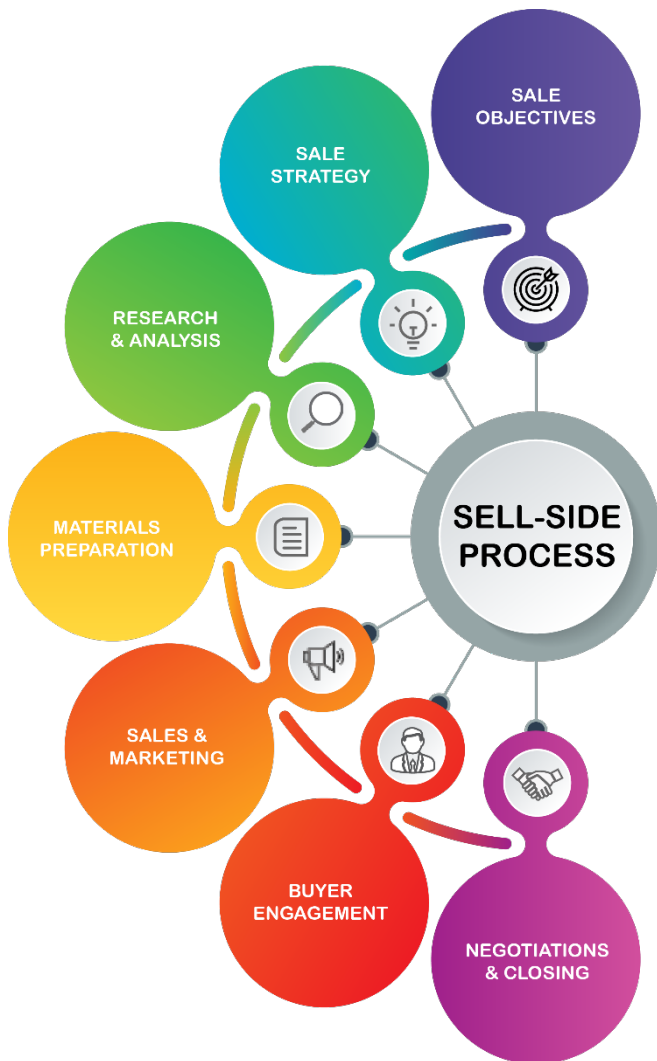 SALE
OBJECTIVES
SALE
STRATEGY
RESEARCH
& ANALYSIS
MATERIALS
PREPARATION
SALES &
MARKETING
BUYER
ENGAGEMENT
NEGOTIATIONS
& CLOSING
SELL-SIDE
PROCESS